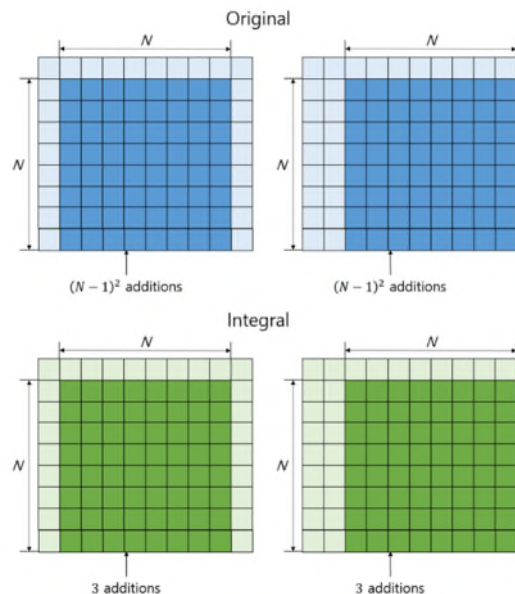 Original
N N
N N
(N − 1)² additions (N − 1)² additions
Integral
N N
N N
3 additions 3 additions